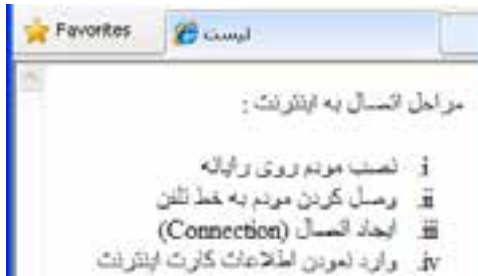 Favorites
لیست
مراحل اتصال به اینترنت :
i. نصب مودم روی رایانه
ii. وصل کردن مودم به خط تلفن
iii. ایجاد اتصال (Connection)
iv. وارد نمودن اطلاعات کارت اینترنت